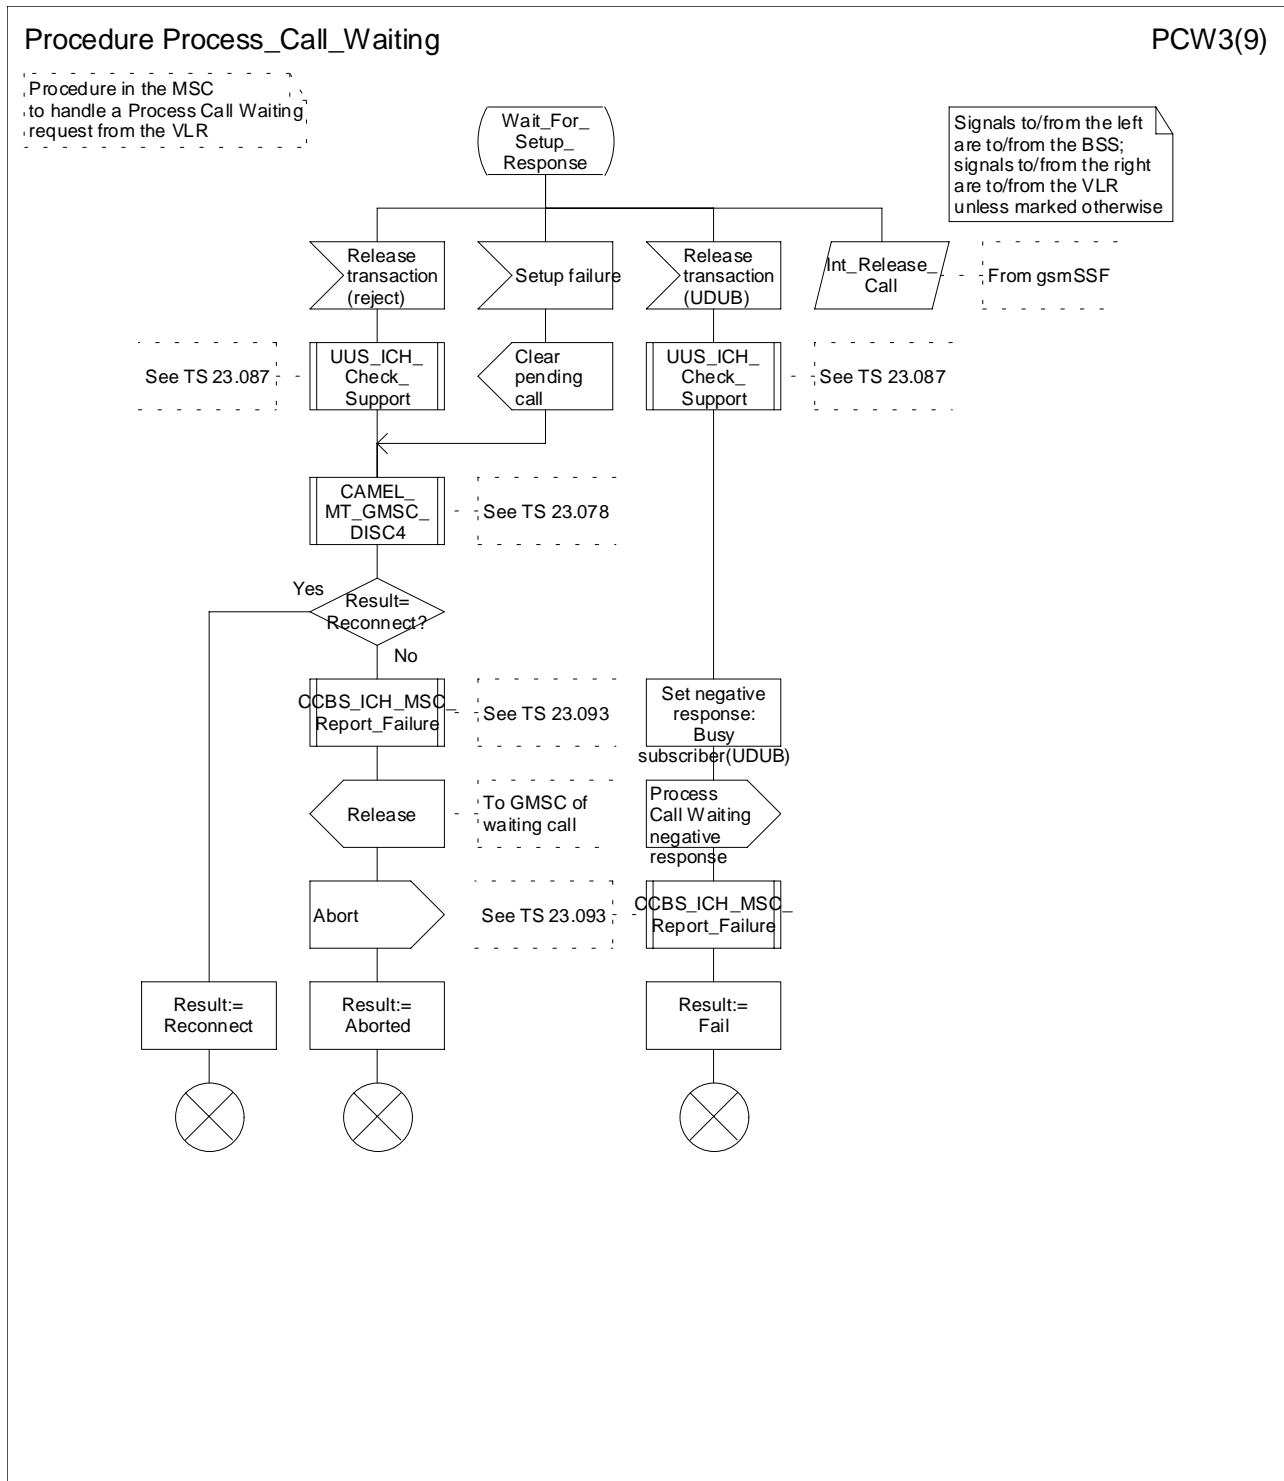 Procedure Process_Call_Waiting
PCW3(9)
Procedure in the MSC
to handle a Process Call Waiting
request from the VLR
Wait_For_
Setup_
Response
Signals to/from the left
are to/from the BSS;
signals to/from the right
are to/from the VLR
unless marked otherwise
Release
transaction
(reject)
Setup failure
Release
transaction
(UDUB)
Int_Release_
Call
From gsmSSF
See TS 23.087
UUS_ICH_
Check_
Support
Clear
pending
call
UUS_ICH_
Check_
Support
See TS 23.087
CAMEL_
MT_GMSC_
DISC4
See TS 23.078
Yes
Result=
Reconnect?
No
CCBS_ICH_MSC_
Report_Failure
See TS 23.093
Set negative
response:
Busy
subscriber(UDUB)
Release
To GMSC of
waiting call
Process
Call Waiting
negative
response
Abort
See TS 23.093
CCBS_ICH_MSC_
Report_Failure
Result:=
Reconnect
Result:=
Aborted
Result:=
Fail